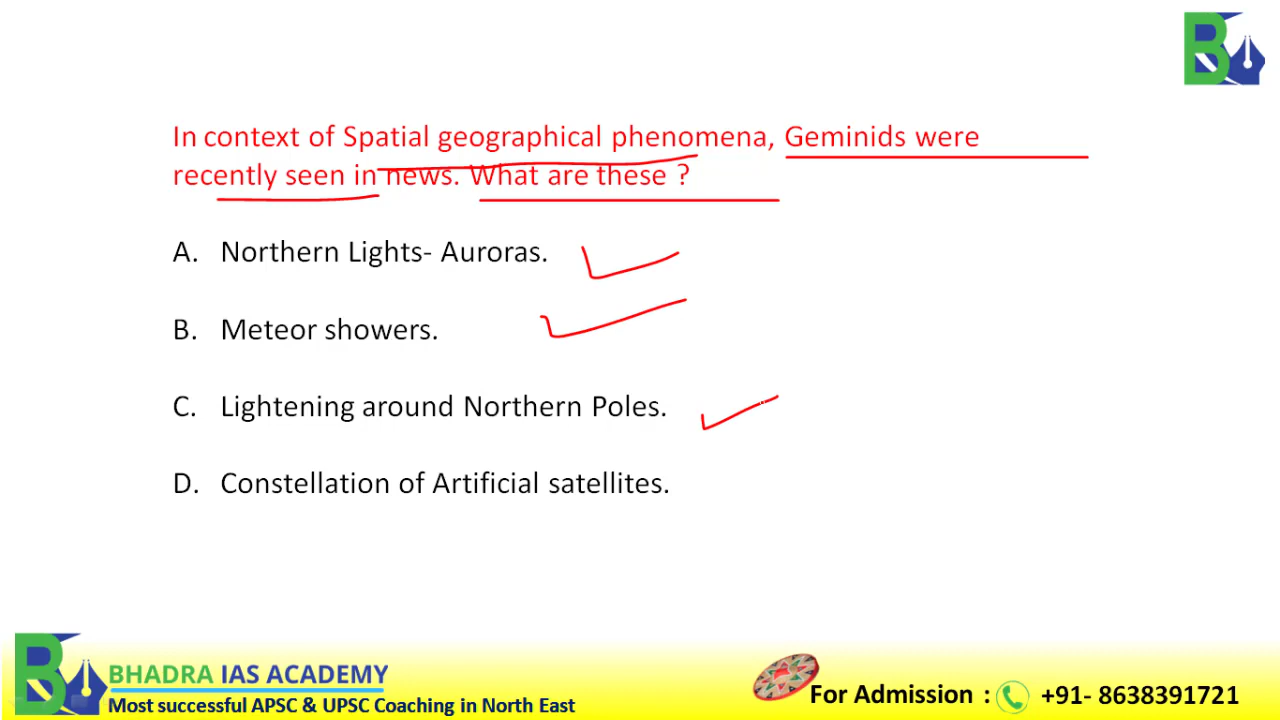 In context of Spatial geographical phenomena, Geminids were
recently seen in news. What are these ?
A. Northern Lights- Auroras.
B. Meteor showers.
C. Lightening around Northern Poles.
D. Constellation of Artificial satellites.
BHADRA IAS ACADEMY
Most successful APSC & UPSC Coaching in North East
For Admission : +91- 8638391721